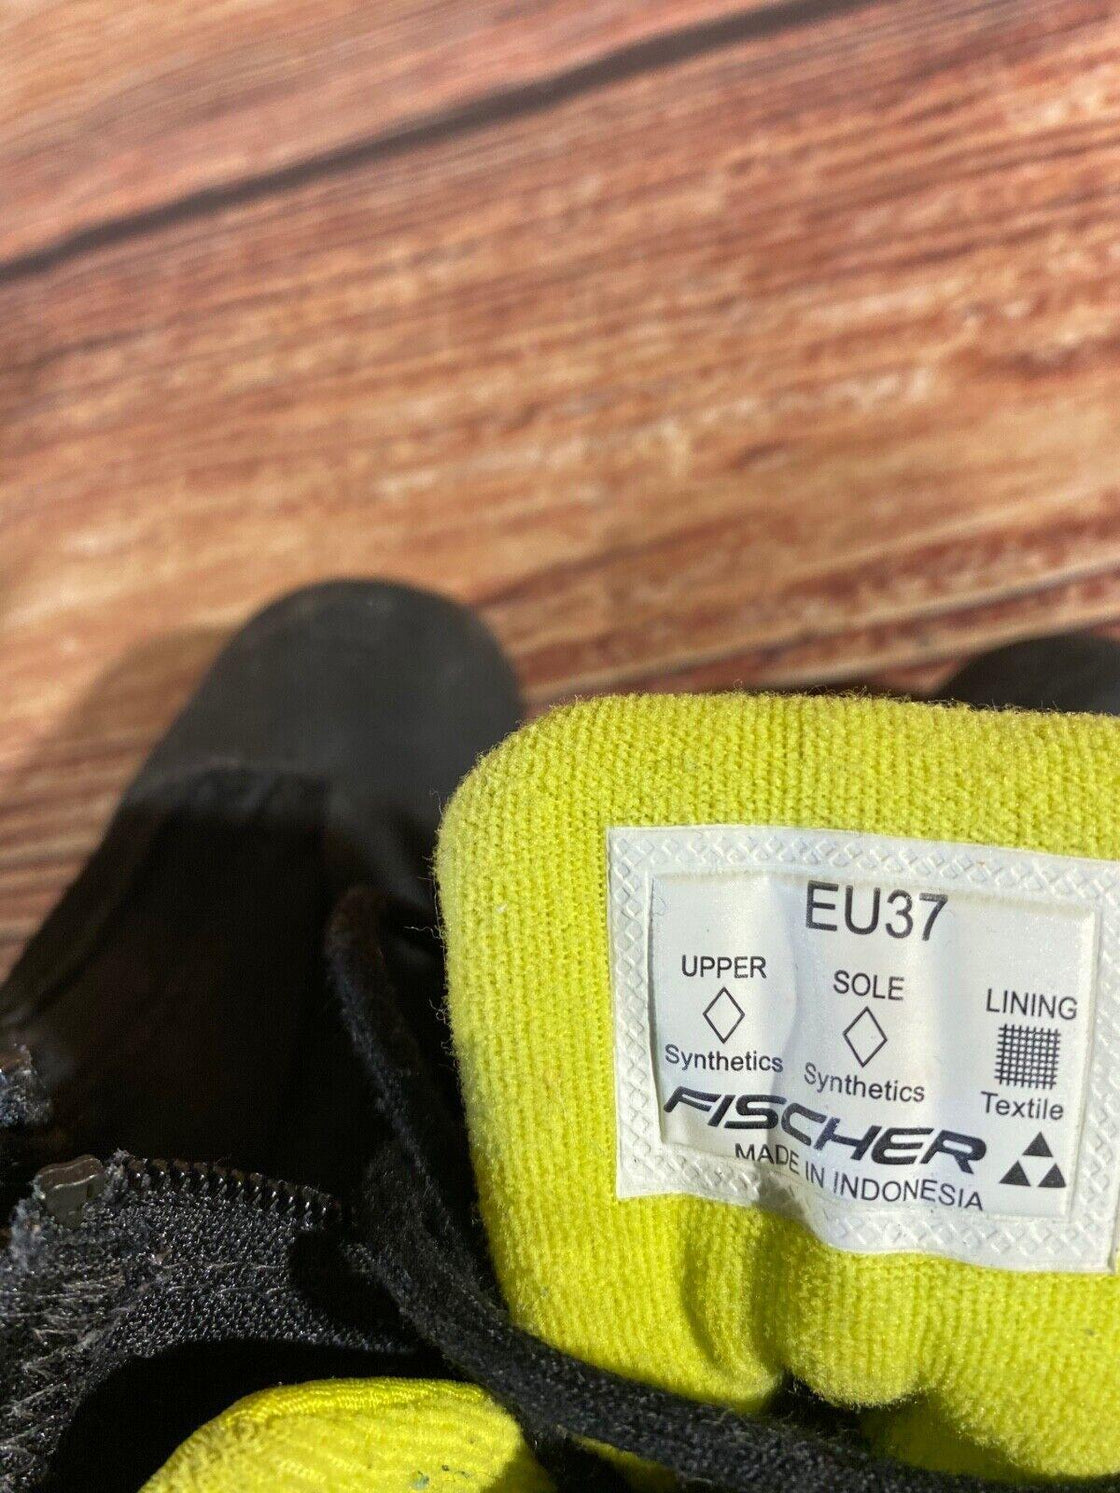 EU37
UPPER SOLE LINING
Synthetics Synthetics Textile
FISCHER
MADE IN INDONESIA